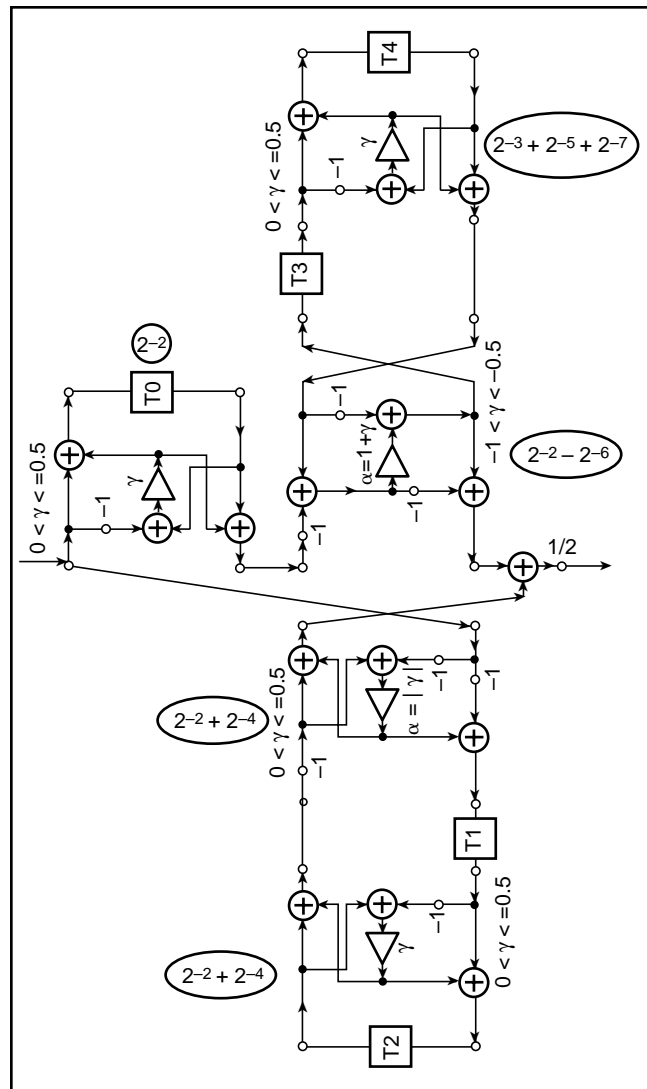 T4
0 < γ < =0.5
γ
–1
2–3 + 2–5 + 2–7
T3
2–2
T0
0 < γ < =0.5
γ
–1
–1
α=1+γ
–1
–1
–1 < γ < –0.5
2–2 – 2–6
1/2
2–2 + 2–4
0 < γ < =0.5
–1
–1
α = | γ |
–1
T1
2–2 + 2–4
–1
γ
0 < γ < =0.5
T2